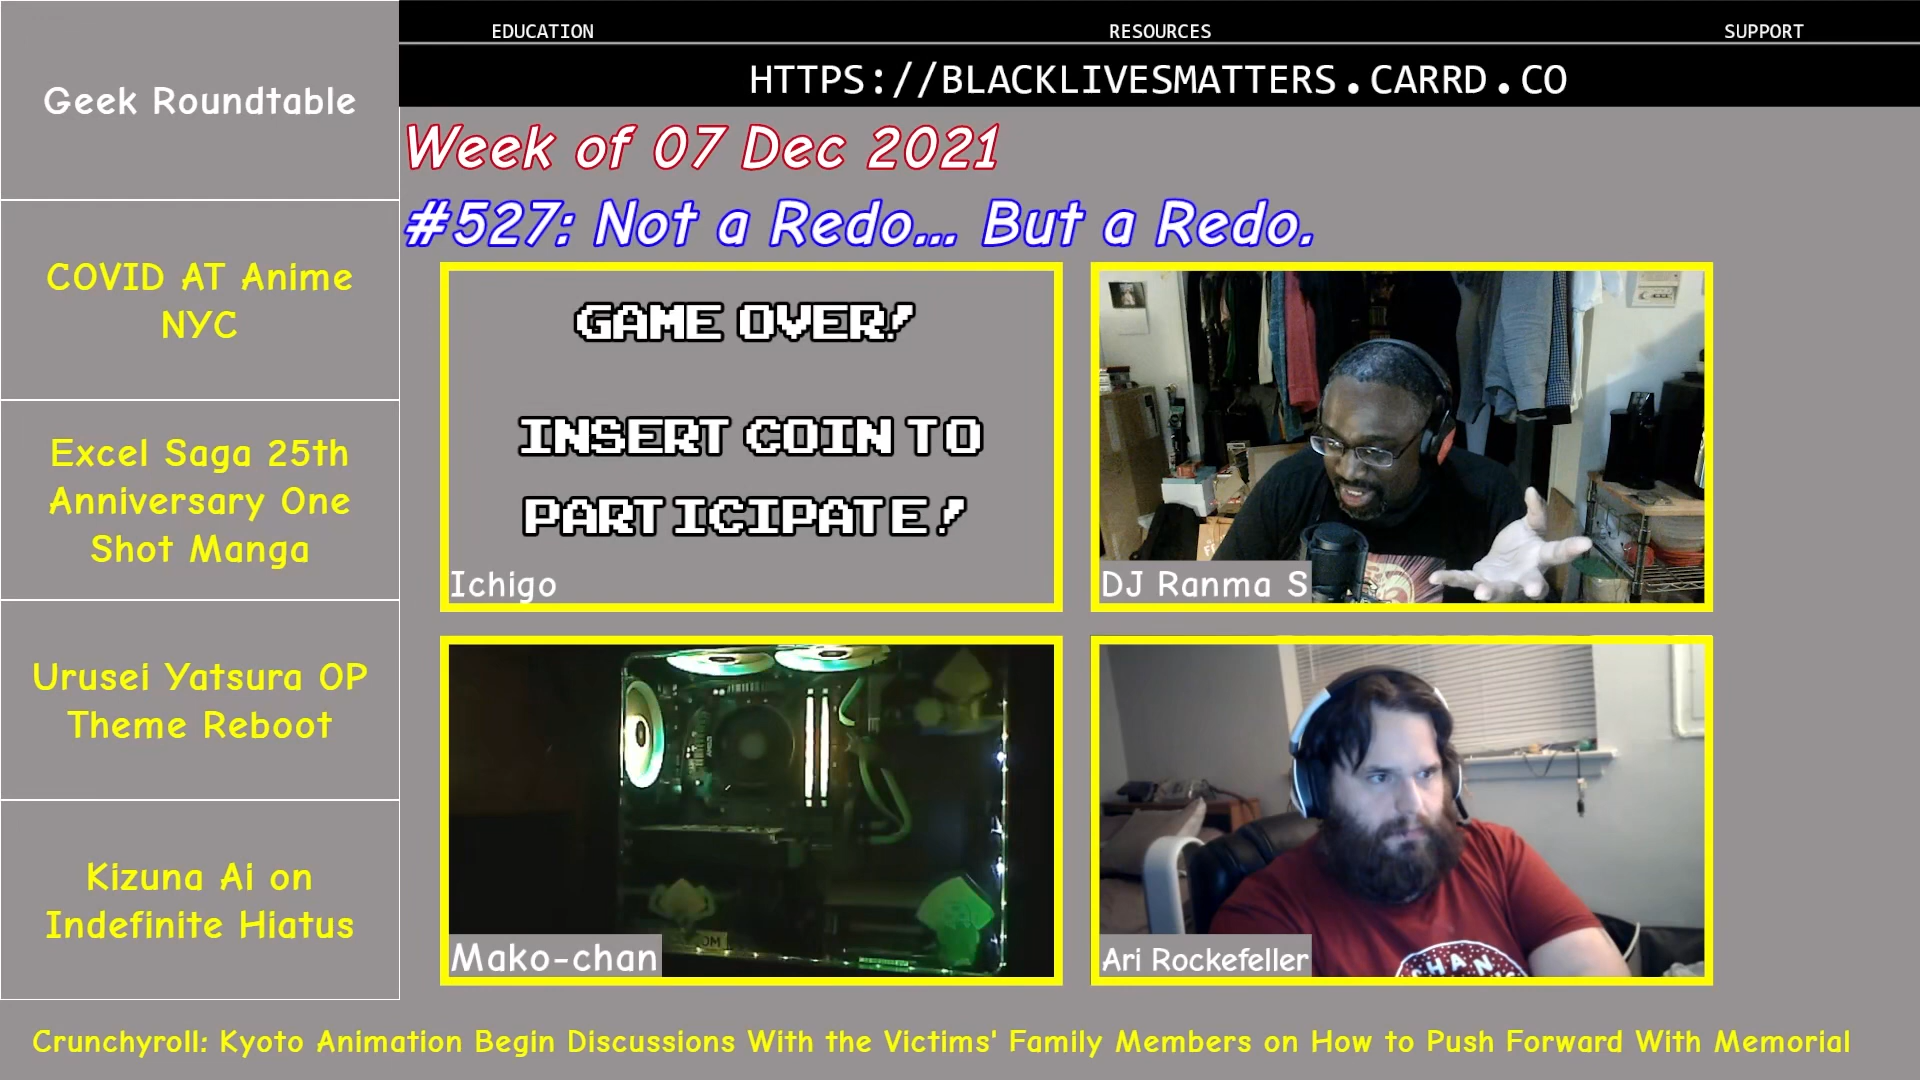 EDUCATION RESOURCES SUPPORT
HTTPS://BLACKLIVESMATTERS.CARRD.CO
Geek Roundtable
COVID AT Anime
NYC
Excel Saga 25th
Anniversary One
Shot Manga
Urusei Yatsura OP
Theme Reboot
Kizuna Ai on
Indefinite Hiatus
Week of 07 Dec 2021
#527: Not a Redo... But a Redo.
GAME OVER!
INSERT COIN TO
PARTICIPATE!
Ichigo
DJ Ranma S
Mako-chan
Ari Rockefeller
Crunchyroll: Kyoto Animation Begin Discussions With the Victims' Family Members on How to Push Forward With Memorial